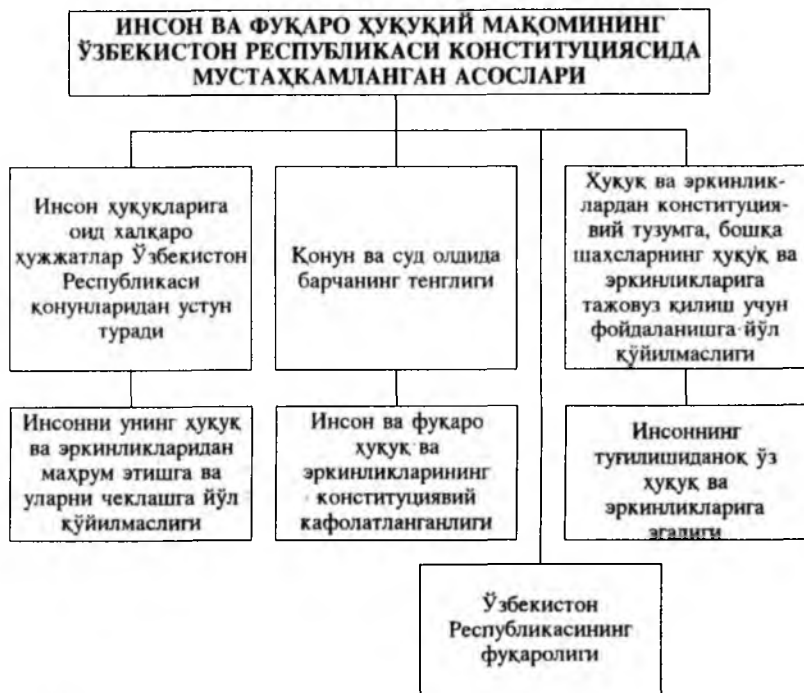 ИНСОН ВА ФУҚАРО ҲУҚУҚИЙ МАҚОМИНИНГ
ЎЗБЕКИСТОН РЕСПУБЛИКАСИ КОНСТИТУЦИЯСИДА
МУСТАҲКАМЛАНГАН АСОСЛАРИ
Инсон ҳуқуқларига
оид халқаро
ҳужжатлар Ўзбекистон
Республикаси
қонунларидан устун
туради
Қонун ва суд олдида
барчанинг тенглиги
Ҳуқуқ ва эркинлик-
лардан конституция-
вий тузумга, бошқа
шахсларнинг ҳуқуқ ва
эркинликларига
тажовуз қилиш учун
фойдаланишга йўл
қўйилмаслиги
Инсонни унинг ҳуқуқ
ва эркинликларидан
маҳрум этишга ва
уларни чеклашга йўл
қўйилмаслиги
Инсон ва фуқаро
ҳуқуқ ва
эркинликларининг
конституциявий
кафолатланганлиги
Инсоннинг
туғилишиданоқ ўз
ҳуқуқ ва
эркинликларига
эгалиги
Ўзбекистон
Республикасининг
фуқаролиги